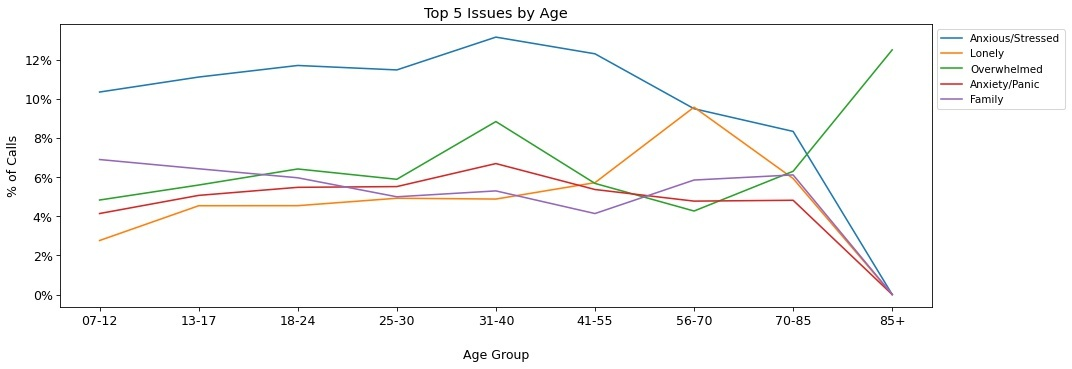 Top 5 Issues by Age
Anxious/Stressed
Lonely
Overwhelmed
Anxiety/Panic
Family
% of Calls
12%
10%
8%
6%
4%
2%
0%
07-12 13-17 18-24 25-30 31-40 41-55 56-70 70-85 85+
Age Group